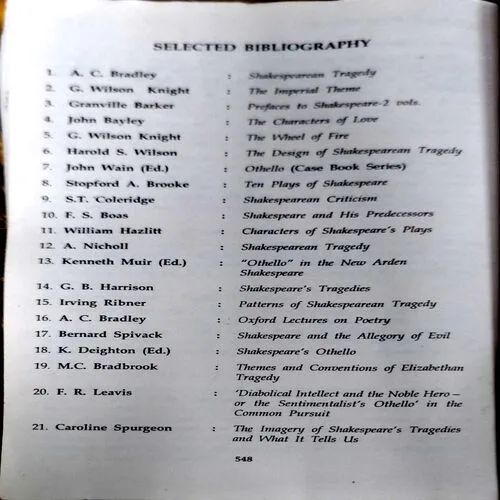 SELECTED BIBLIOGRAPHY
1. A. C. Bradley : Shakespearean Tragedy
2. G. Wilson Knight : The Imperial Theme
3. Granville Barker : Prefaces to Shakespeare-2 vols.
4. John Bayley : The Characters of Love
5. G. Wilson Knight : The Wheel of Fire
6. Harold S. Wilson : The Design of Shakespearean Tragedy
7. John Wain (Ed.) : Othello (Case Book Series)
8. Stopford A. Brooke : Ten Plays of Shakespeare
9. S.T. Coleridge : Shakespearean Criticism
10. F. S. Boas : Shakespeare and His Predecessors
11. William Hazlitt : Characters of Shakespeare's Plays
12. A. Nicholl : Shakespearean Tragedy
13. Kenneth Muir (Ed.) : "Othello" in the New Arden
Shakespeare
14. G. B. Harrison : Shakespeare's Tragedies
15. Irving Ribner : Patterns of Shakespearean Tragedy
16. A. C. Bradley : Oxford Lectures on Poetry
17. Bernard Spivack : Shakespeare and the Allegory of Evil
18. K. Deighton (Ed.) : Shakespeare's Othello
19. M.C. Bradbrook : Themes and Conventions of Elizabethan
Tragedy
20. F. R. Leavis : 'Diabolical Intellect and the Noble Hero –
or the Sentimentalist's Othello' in the
Common Pursuit
21. Caroline Spurgeon : The Imagery of Shakespeare's Tragedies
and What It Tells Us
548